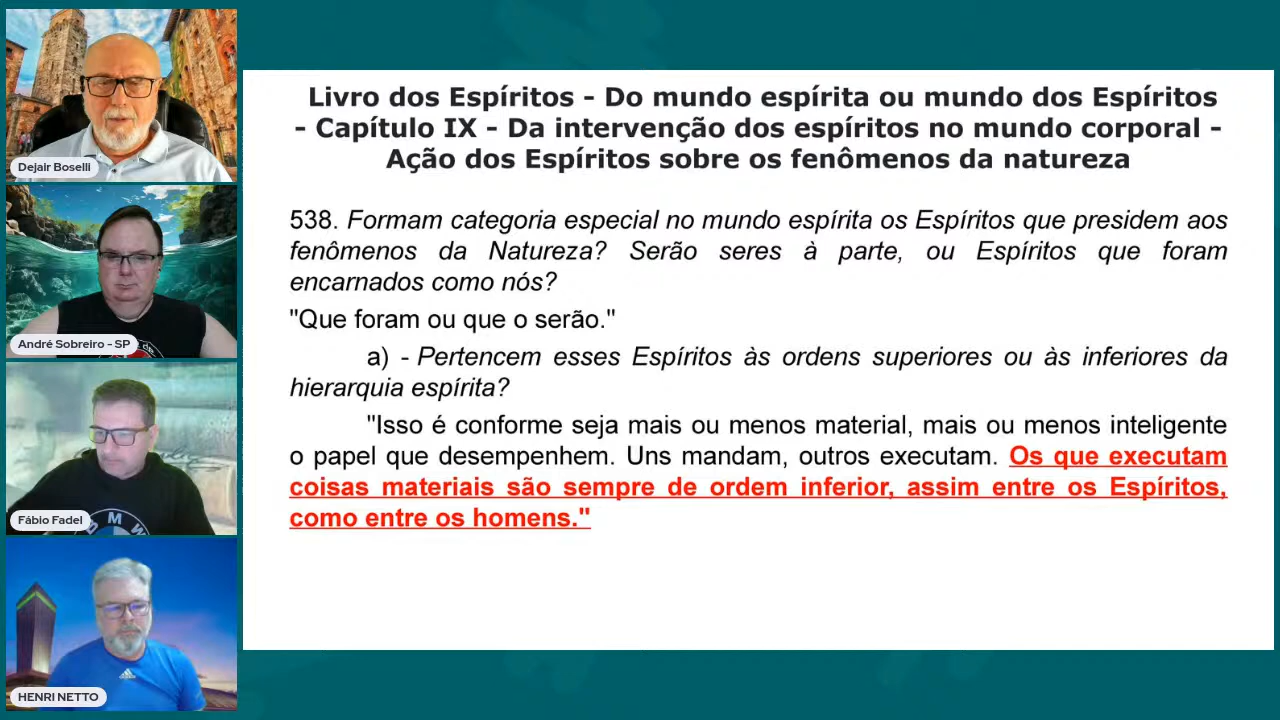 Dejair Boselli
André Sobreiro - SP
Fábio Fadel
HENRI NETTO
Livro dos Espíritos - Do mundo espírita ou mundo dos Espíritos
- Capítulo IX - Da intervenção dos espíritos no mundo corporal -
Ação dos Espíritos sobre os fenômenos da natureza
538. Formam categoria especial no mundo espírita os Espíritos que presidem aos
fenômenos da Natureza? Serão seres à parte, ou Espíritos que foram
encarnados como nós?
"Que foram ou que o serão."
a) - Pertencem esses Espíritos às ordens superiores ou às inferiores da
hierarquia espírita?
"Isso é conforme seja mais ou menos material, mais ou menos inteligente
o papel que desempenhem. Uns mandam, outros executam. Os que executam
coisas materiais são sempre de ordem inferior, assim entre os Espíritos,
como entre os homens."